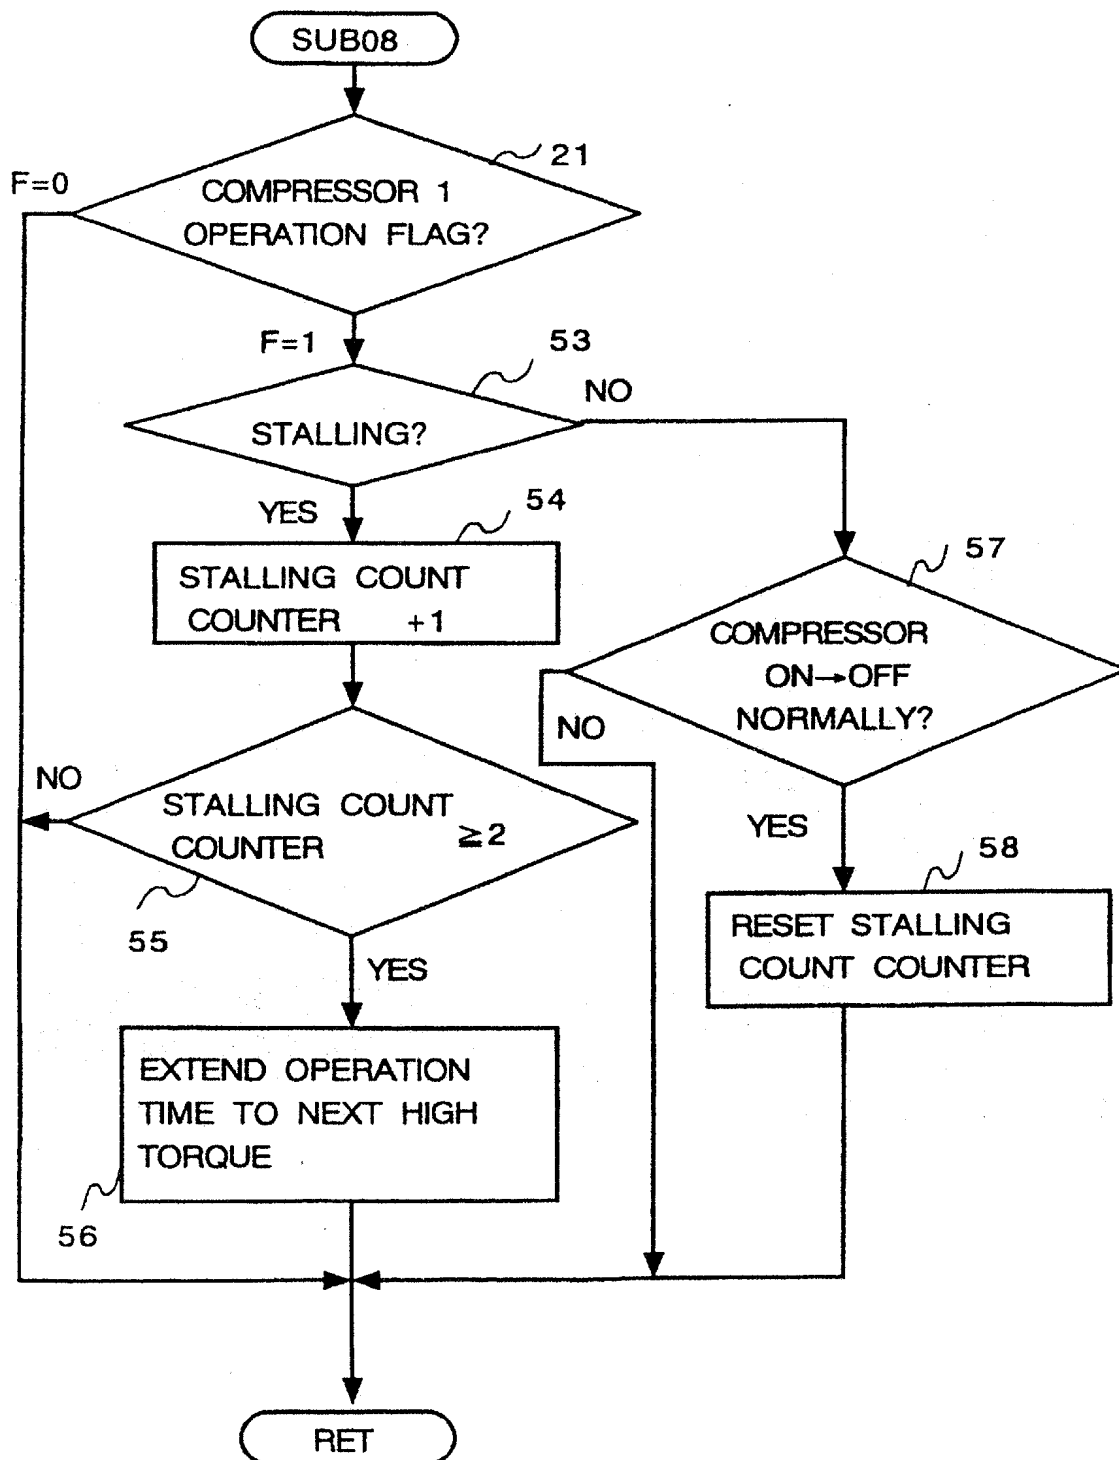 SUB08
21
F=0
COMPRESSOR 1
OPERATION FLAG?
F=1
53
NO
STALLING?
YES
54
STALLING COUNT
COUNTER +1
57
COMPRESSOR
ON→OFF
NORMALLY?
NO
NO
STALLING COUNT
COUNTER ≧2
YES
58
55
YES
RESET STALLING
COUNT COUNTER
EXTEND OPERATION
TIME TO NEXT HIGH
TORQUE
56
RET